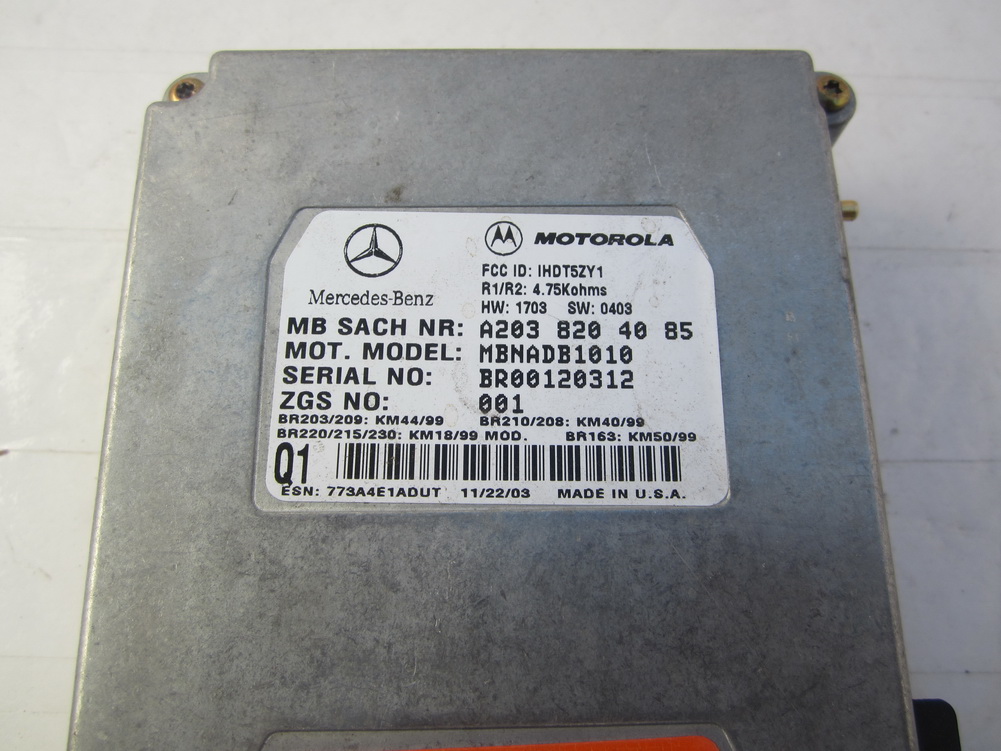 Mercedes-Benz
MOTOROLA
FCC ID: IHDT5ZY1
R1/R2: 4.75Kohms
HW: 1703 SW: 0403
MB SACH NR: A203 820 40 85
MOT. MODEL: MBNADB1010
SERIAL NO: BR00120312
ZGS NO: 001
BR203/209: KM44/99 BR210/208: KM40/99
BR220/215/230: KM18/99 MOD. BR163: KM50/99
Q1
ESN: 773A4E1ADUT 11/22/03 MADE IN U.S.A.